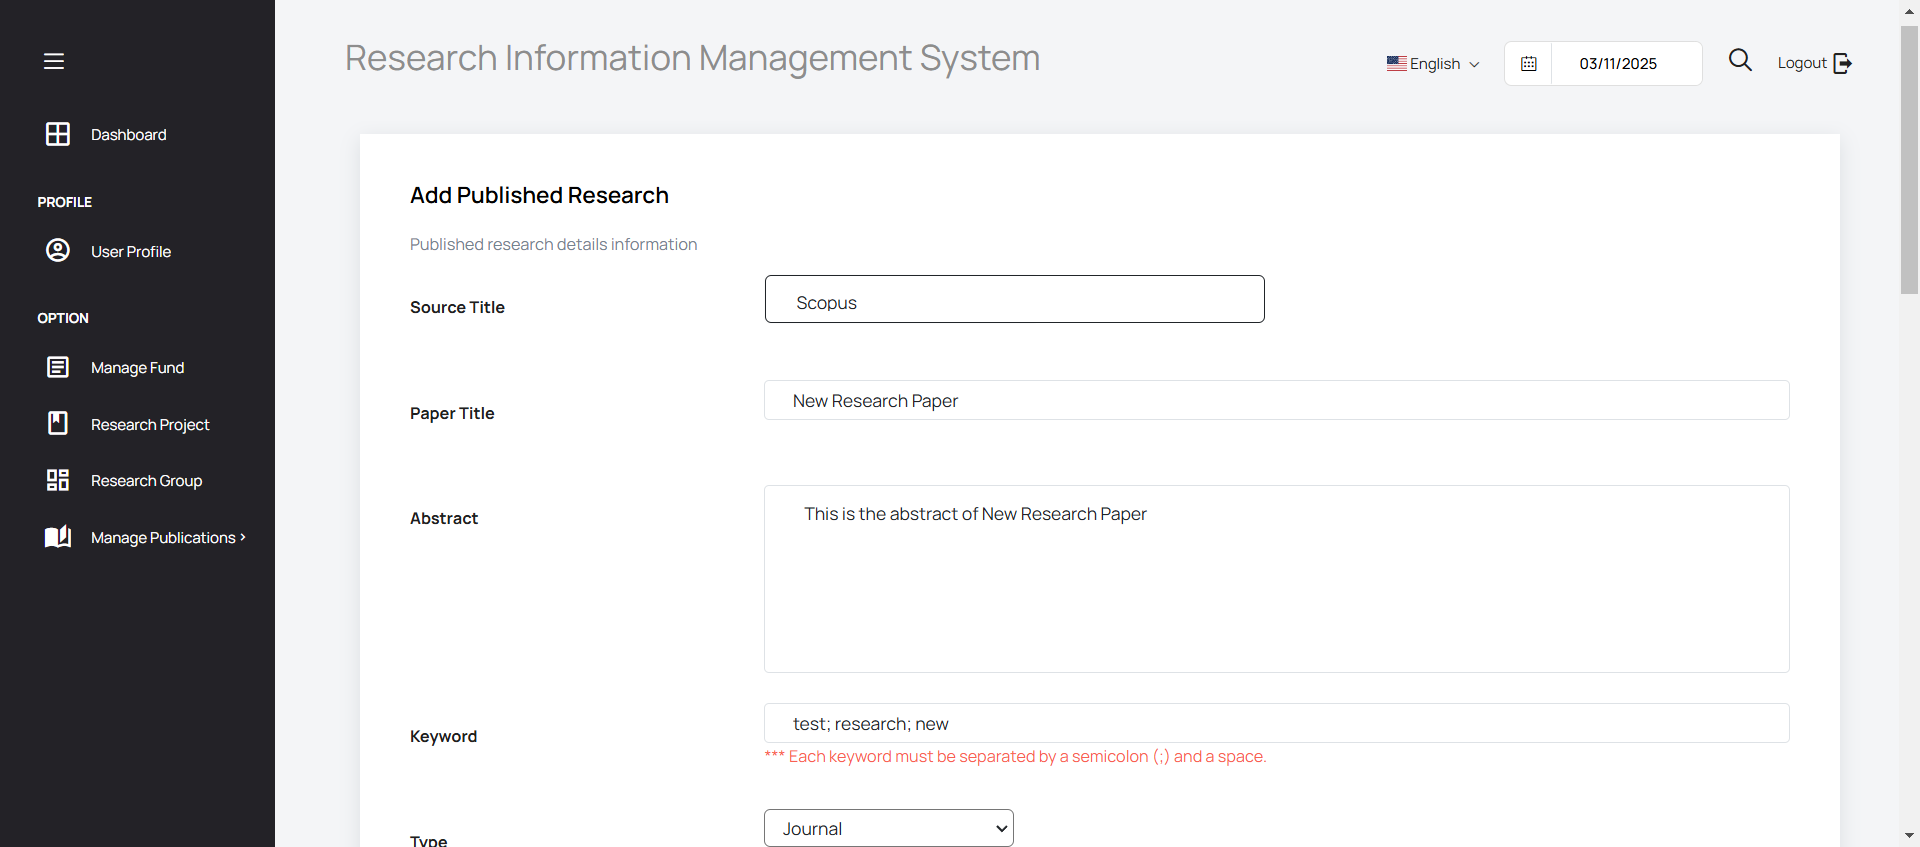 Research Information Management System
English
03/11/2025
Logout
Dashboard
PROFILE
User Profile
OPTION
Manage Fund
Research Project
Research Group
Manage Publications >
Add Published Research
Published research details information
Source Title
Scopus
Paper Title
New Research Paper
Abstract
This is the abstract of New Research Paper
Keyword
test; research; new
*** Each keyword must be separated by a semicolon (;) and a space.
Type
Journal